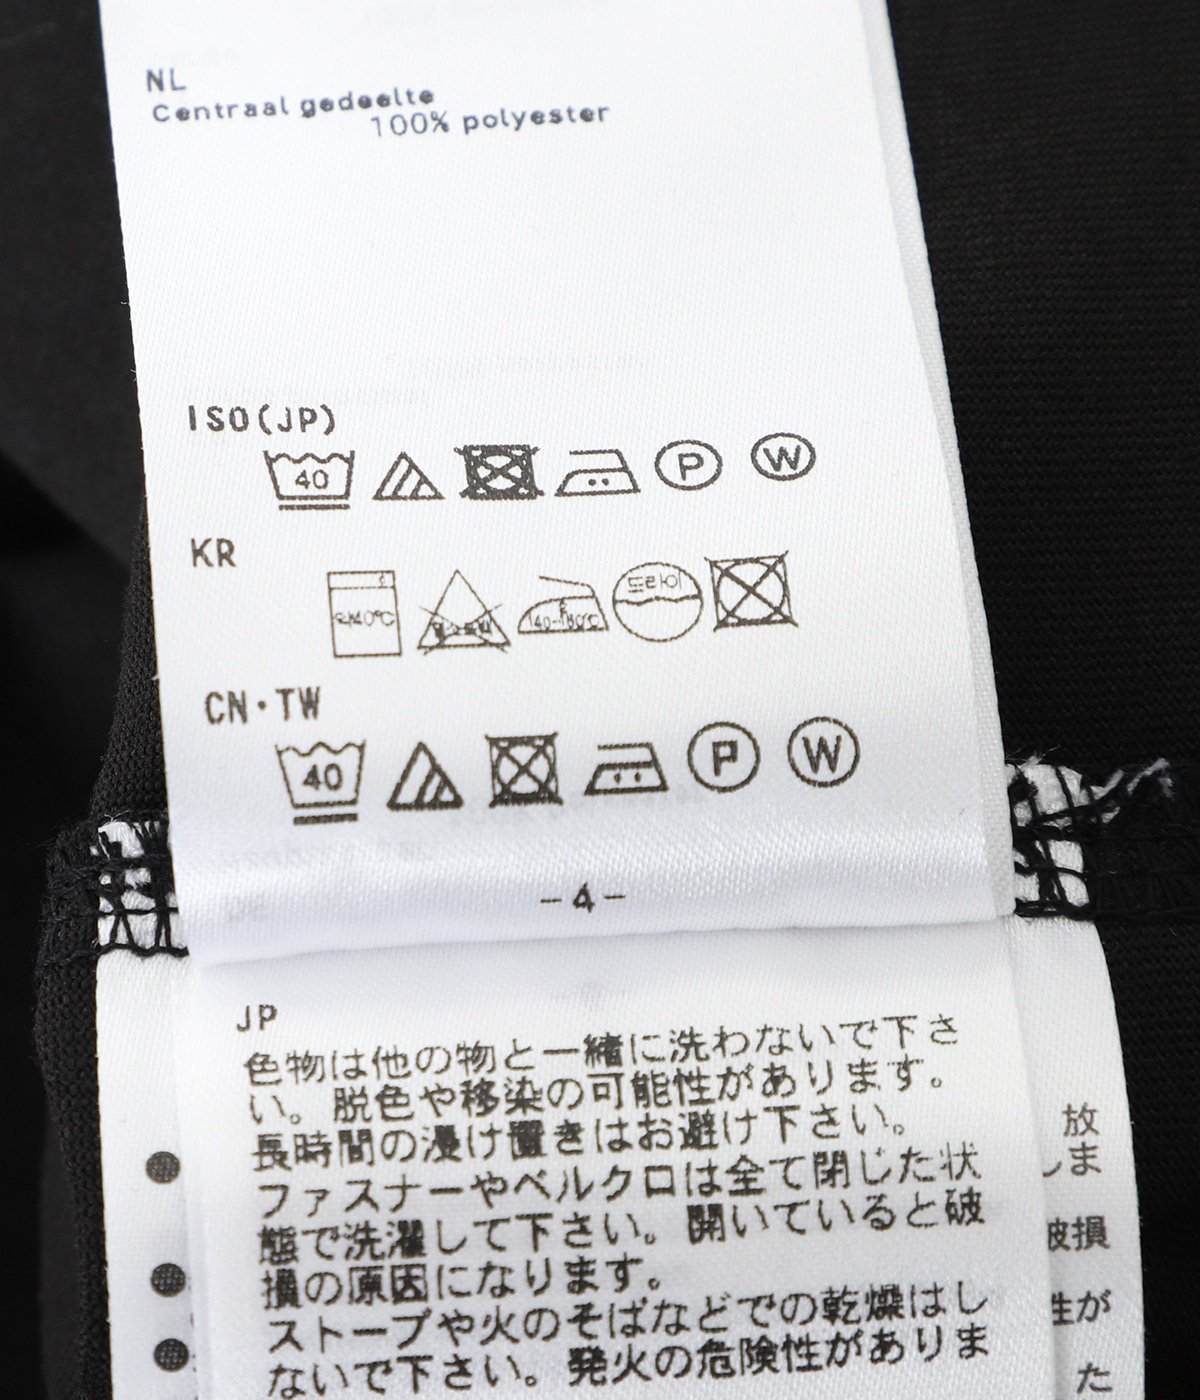 NL
Centraal gedeelte
100% polyester
ISO(JP)
40 P W
KR
드라이
CN・TW
40 P W
-4-
JP
色物は他の物と一緒に洗わないで下さ
い。脱色や移染の可能性があります。
長時間の浸け置きはお避け下さい。
ファスナーやベルクロは全て閉じた状
態で洗濯して下さい。開いていると破
損の原因になります。
ストーブや火のそばなどでの乾燥はし
ないで下さい。発火の危険性がありま
放
しま
破損
性が
た